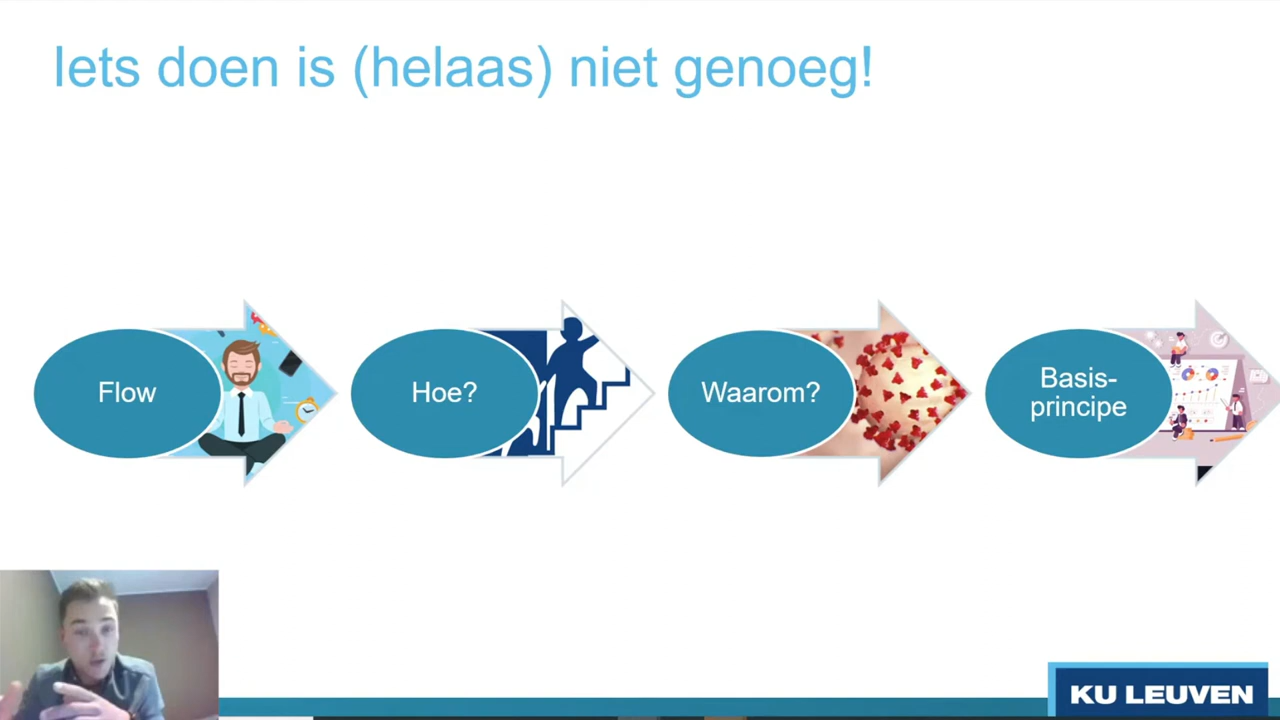 Iets doen is (helaas) niet genoeg!
Flow
Hoe?
Waarom?
Basis-
principe
KU LEUVEN